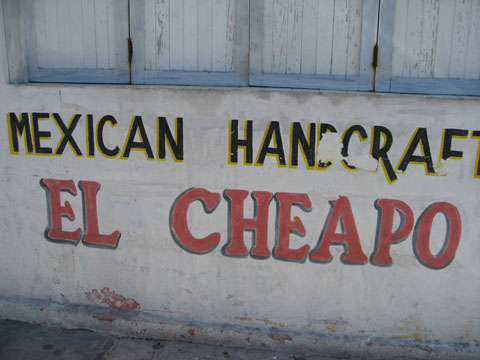 MEXICAN HANDCRAFT
EL CHEAPO